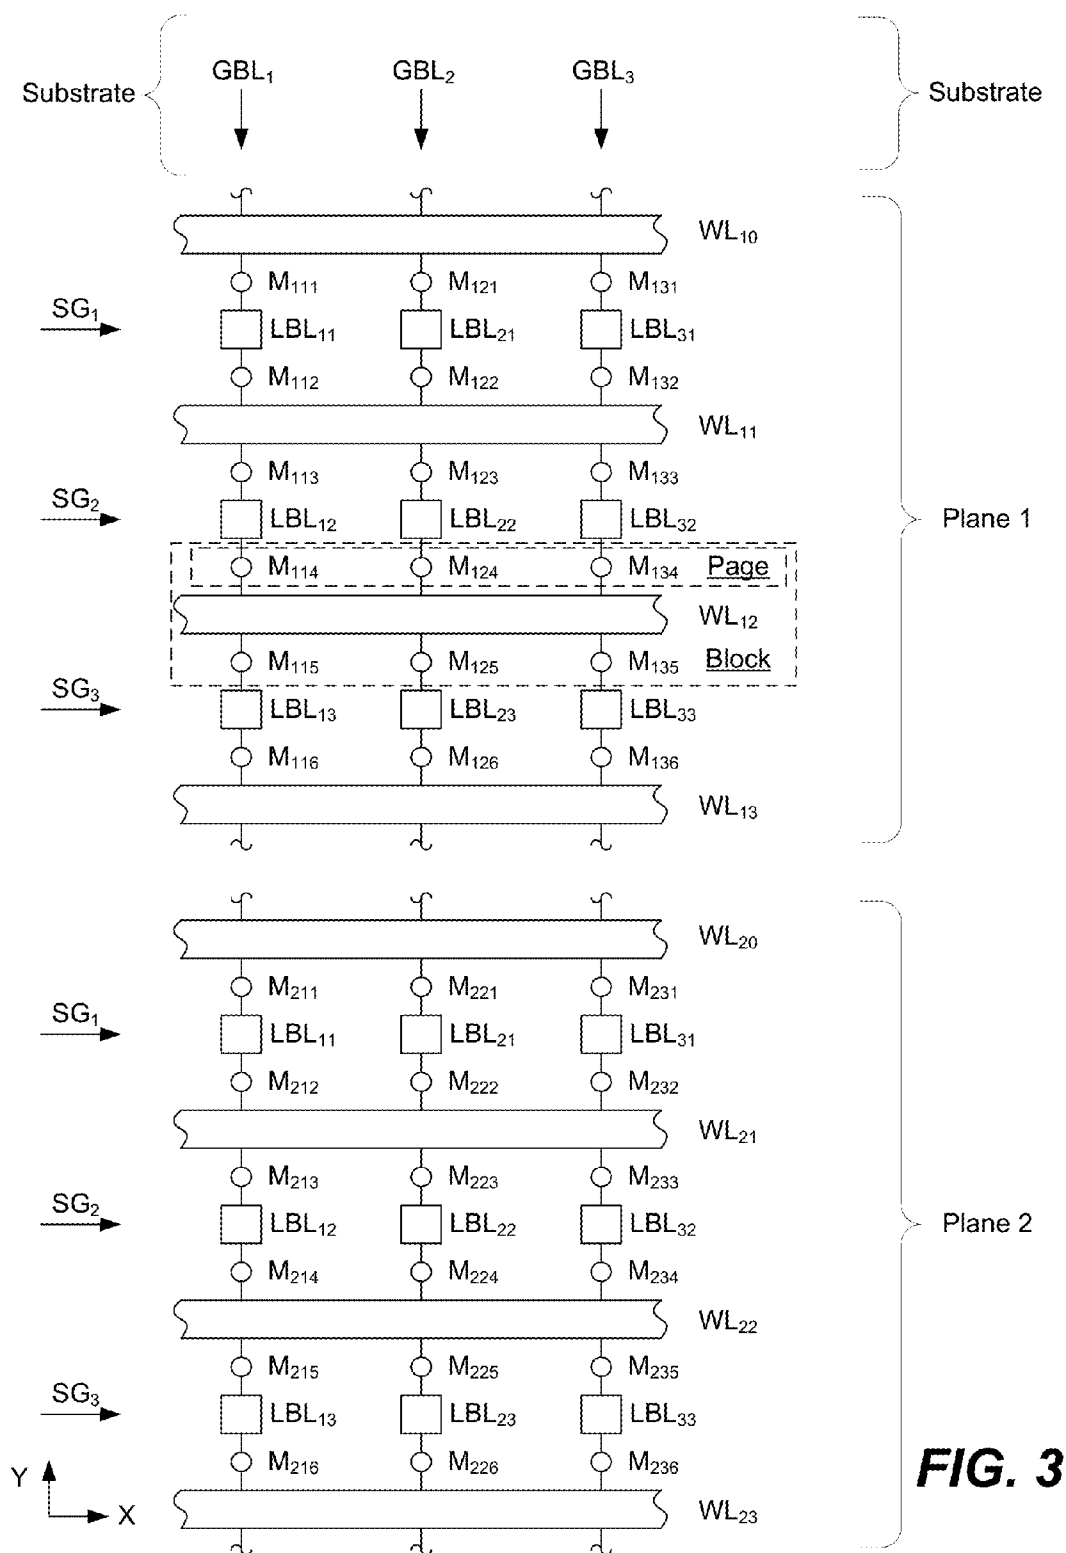 GBL₁ GBL₂ GBL₃
Substrate Substrate
WL₁₀
M₁₁₁ M₁₂₁ M₁₃₁
SG₁ LBL₁₁ LBL₂₁ LBL₃₁
M₁₁₂ M₁₂₂ M₁₃₂
WL₁₁
M₁₁₃ M₁₂₃ M₁₃₃
SG₂ LBL₁₂ LBL₂₂ LBL₃₂ Plane 1
M₁₁₄ M₁₂₄ M₁₃₄ Page
WL₁₂
M₁₁₅ M₁₂₅ M₁₃₅ Block
SG₃ LBL₁₃ LBL₂₃ LBL₃₃
M₁₁₆ M₁₂₆ M₁₃₆
WL₁₃
WL₂₀
M₂₁₁ M₂₂₁ M₂₃₁
SG₁ LBL₁₁ LBL₂₁ LBL₃₁
M₂₁₂ M₂₂₂ M₂₃₂
WL₂₁
M₂₁₃ M₂₂₃ M₂₃₃
SG₂ LBL₁₂ LBL₂₂ LBL₃₂ Plane 2
M₂₁₄ M₂₂₄ M₂₃₄
WL₂₂
M₂₁₅ M₂₂₅ M₂₃₅
SG₃ LBL₁₃ LBL₂₃ LBL₃₃
M₂₁₆ M₂₂₆ M₂₃₆
Y
X
WL₂₃
FIG. 3